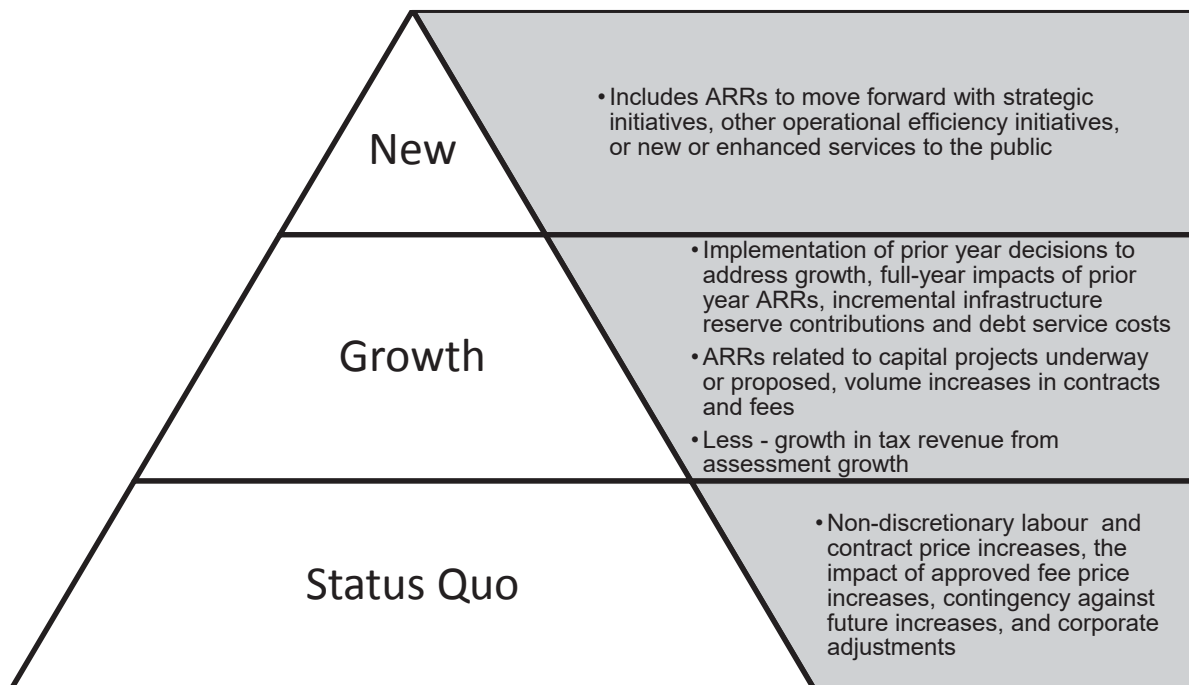 New
• Includes ARRs to move forward with strategic
initiatives, other operational efficiency initiatives,
or new or enhanced services to the public
Growth
• Implementation of prior year decisions to
address growth, full-year impacts of prior
year ARRs, incremental infrastructure
reserve contributions and debt service costs
• ARRs related to capital projects underway
or proposed, volume increases in contracts
and fees
• Less - growth in tax revenue from
assessment growth
Status Quo
• Non-discretionary labour and
contract price increases, the
impact of approved fee price
increases, contingency against
future increases, and corporate
adjustments